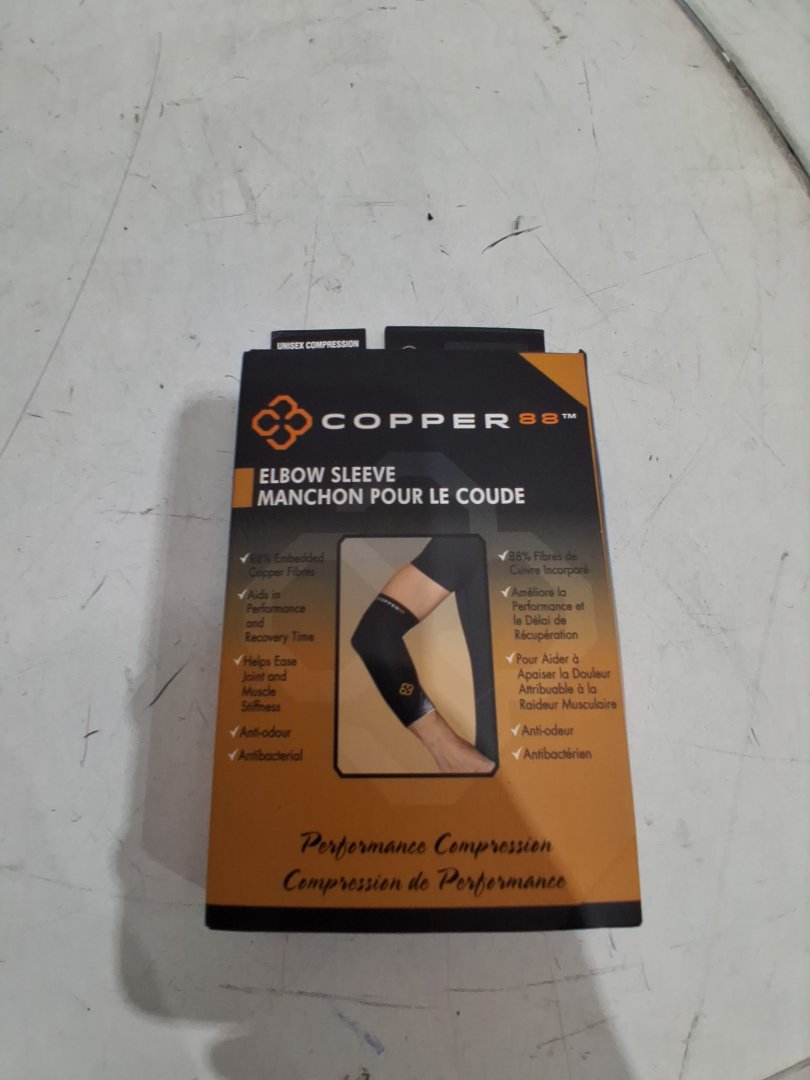 UNISEX COMPRESSION
COPPER 88™
ELBOW SLEEVE
MANCHON POUR LE COUDE
88% Embedded
Copper Fibres
Aids in
Performance
and
Recovery Time
Helps Ease
Joint and
Muscle
Stiffness
Anti-odour
Antibacterial
COPPER88
88% Fibres de
Cuivre Incorporé
Améliore la
Performance et
le Délai de
Récupération
Pour Aider à
Apaiser la Douleur
Attribuable à la
Raideur Musculaire
Anti-odeur
Antibactérien
Performance Compression
Compression de Performance